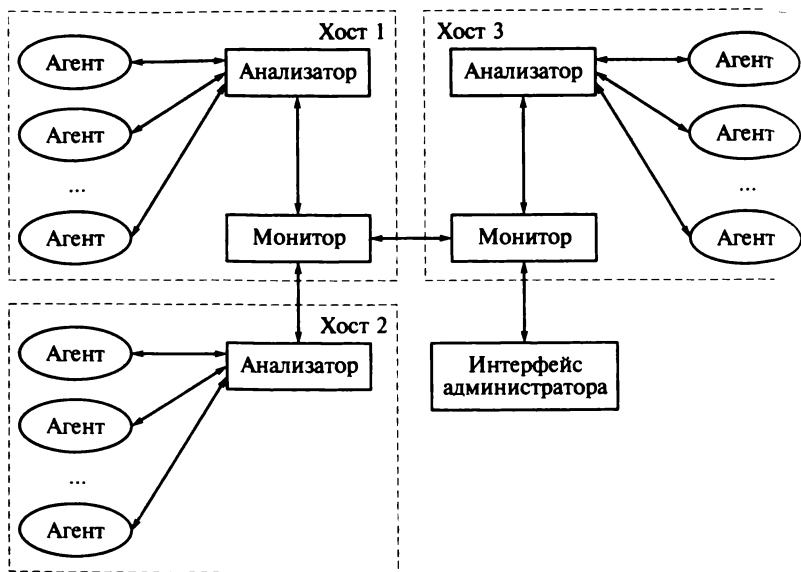 Хост 1
Агент
Анализатор
Агент
...
Агент
Монитор
Хост 3
Анализатор
Агент
Агент
...
Агент
Монитор
Хост 2
Агент
Анализатор
Агент
...
Агент
Интерфейс
администратора